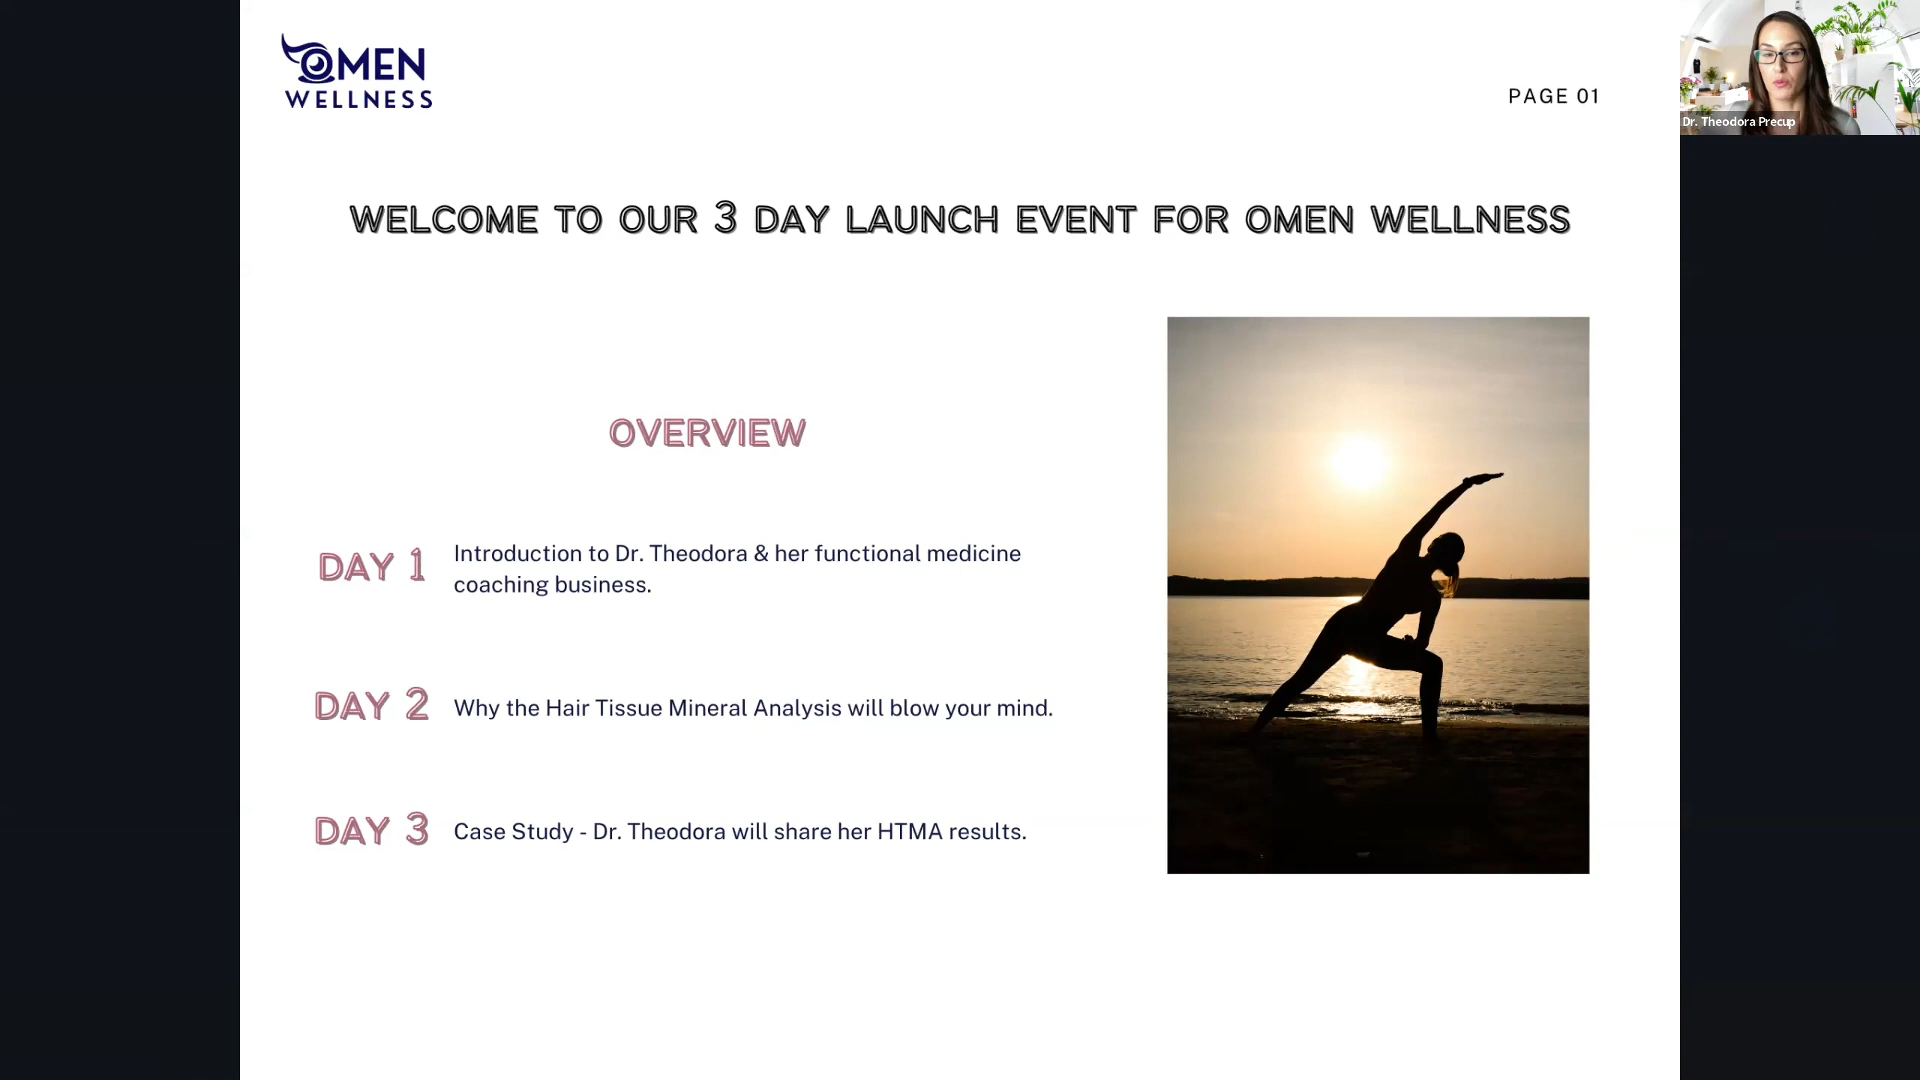 OMEN
WELLNESS
PAGE 01
Dr. Theodora Precup
WELCOME TO OUR 3 DAY LAUNCH EVENT FOR OMEN WELLNESS
OVERVIEW
DAY 1
Introduction to Dr. Theodora & her functional medicine
coaching business.
DAY 2
Why the Hair Tissue Mineral Analysis will blow your mind.
DAY 3
Case Study - Dr. Theodora will share her HTMA results.